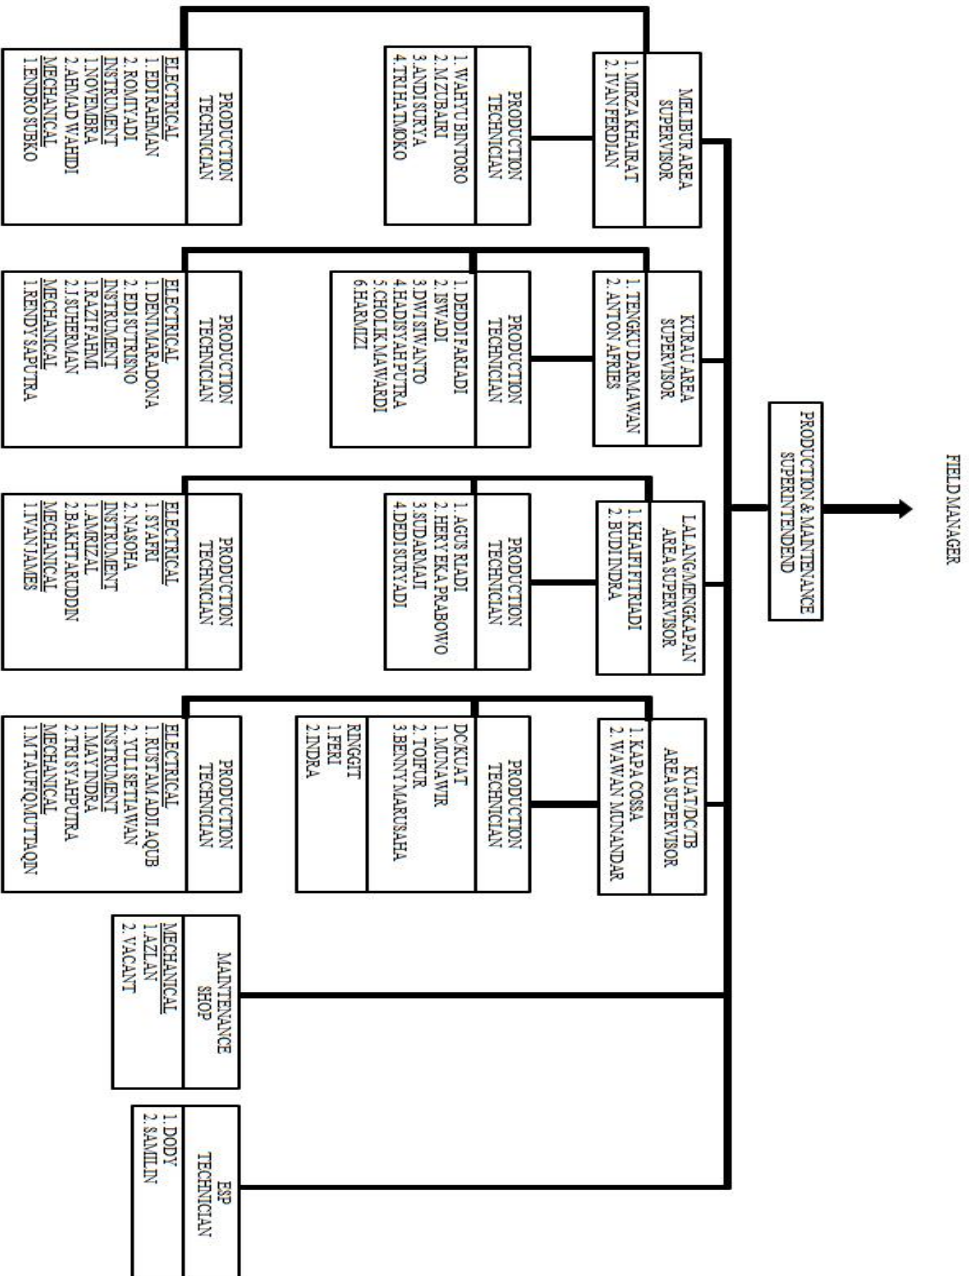 FIELD MANAGER
PRODUCTION & MAINTENANCE
SUPERINTENDEND
MELIBUR AREA
SUPERVISOR
1. MIRZA KHAIRAT
2. IVAN FERDIAN
KURAU AREA
SUPERVISOR
1. TENGKU DARMAWAN
2. ANTON AFRIES
LALANG/MENGKAPAN
AREA SUPERVISOR
1. KHAIFI FITRIADI
2. BUDI INDRA
KUAT/DC/TB
AREA SUPERVISOR
1. KAPA COSSA
2. WAWAN MUNANDAR
PRODUCTION
TECHNICIAN
1. WAHYU BINTORO
2. M ZUBAIRI
3. ANDI SURYA
4. TRI HATMOKO
PRODUCTION
TECHNICIAN
1. DEDDI FARIADI
2. ISWADI
3. DWI SIWANTO
4. HADISYAH PUTRA
5. CHOLIK MAWARDI
6. HARMIZI
PRODUCTION
TECHNICIAN
1. AGUS RIADI
2. HERY EKA PRABOWO
3. SUDARMAJI
4. DEDI SURYADI
PRODUCTION
TECHNICIAN
DC/KUAT
1. MUNAWIR
2. TOIFUR
3. BENNY MARUSAHA
RINGGIT
1. FERI
2. INDRA
PRODUCTION
TECHNICIAN
ELECTRICAL
1. EDI RAHMAN
2. ROMIYADI
INSTRUMENT
1. NOVEMBRA
2. AHMAD WAHIDI
MECHANICAL
1. ENDRO SUBKO
PRODUCTION
TECHNICIAN
ELECTRICAL
1. DENI MARADONA
2. EDI SUTRISNO
INSTRUMENT
1. RAZI FAHMI
2. J. SUHERMAN
MECHANICAL
1. RENDY SAPUTRA
PRODUCTION
TECHNICIAN
ELECTRICAL
1. SYAFRI
2. NASOHA
INSTRUMENT
1. AMRIZAL
2. BAKHTARUDDIN
MECHANICAL
1. IVAN JAMES
PRODUCTION
TECHNICIAN
ELECTRICAL
1. RUSTAM ADJI AQUB
2. YULI SETIAWAN
INSTRUMENT
1. MAY INDRA
2. TRI SYAHPUTRA
MECHANICAL
1. M TAUFIQ MUTTAQIN
MAINTENANCE
SHOP
MECHANICAL
1. AZLAN
2. VACANT
ESP
TECHNICIAN
1. DODY
2. SAMILIN